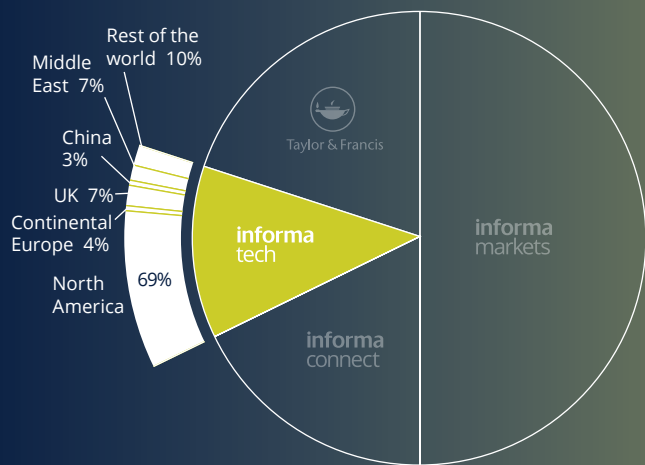 Rest of the
world 10%
Middle
East 7%
China
3%
UK 7%
Continental
Europe 4%
North
America
69%
Taylor & Francis
informa
tech
informa
markets
informa
connect